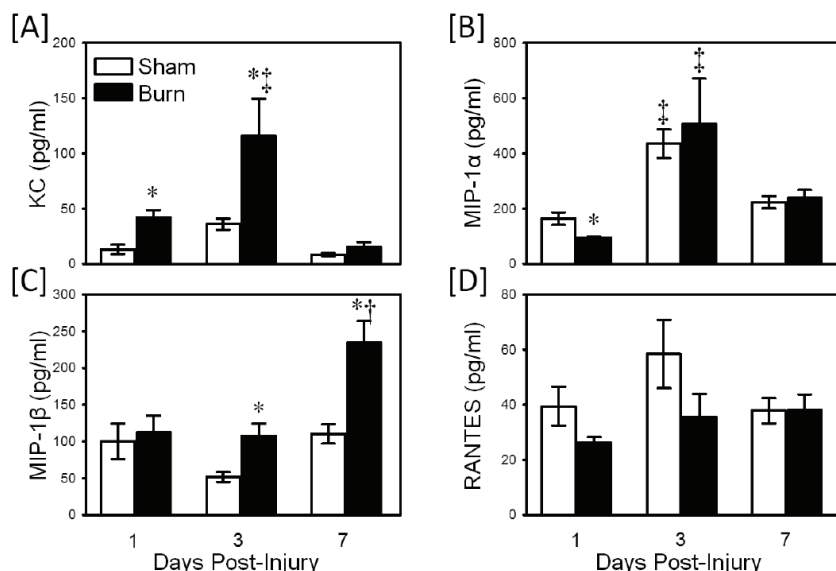 [A]
200
150
100
50
0
KC (pg/ml)
Sham
Burn
*
*‡
[B]
800
600
400
200
0
MIP-1α (pg/ml)
*
‡
‡
[C]
300
250
200
150
100
50
0
MIP-1β (pg/ml)
*
*†
1 3 7
Days Post-Injury
[D]
80
60
40
20
0
RANTES (pg/ml)
1 3 7
Days Post-Injury